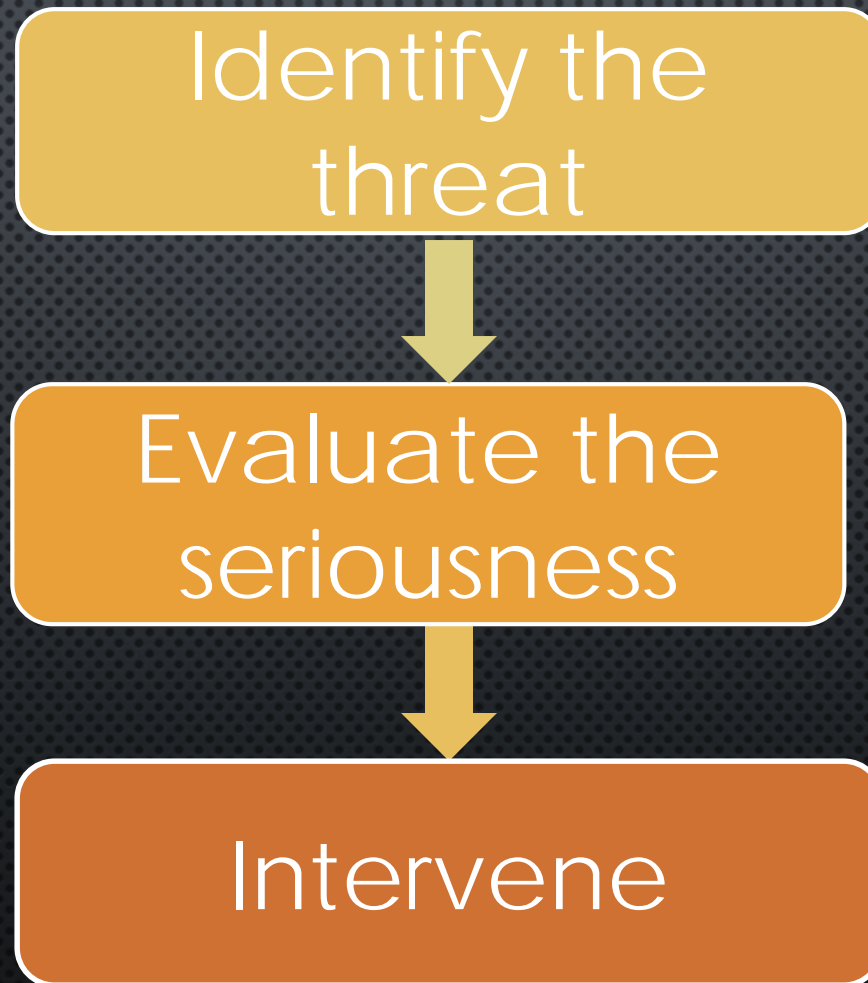 Identify the
threat
Evaluate the
seriousness
Intervene